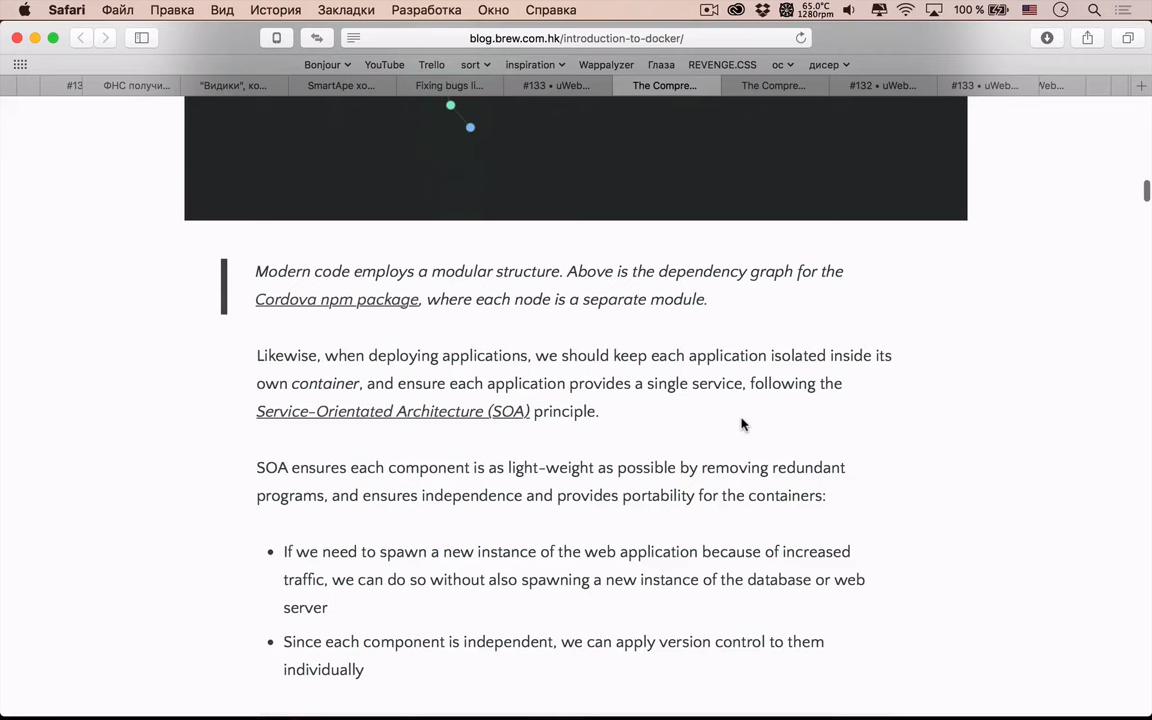 Safari Файл Правка Вид История Закладки Разработка Окно Справка 65.0°C 1280rpm 100 %
blog.brew.com.hk/introduction-to-docker/
Bonjour YouTube Trello sort inspiration Wappalyzer Глаза REVENGE.CSS ос дисер
#13 ФНС получи... "Видики", ко... SmartApe хо... Fixing bugs li... #133 • uWeb... The Compre... The Compre... #132 • uWeb... #133 • uWeb... Web...
Modern code employs a modular structure. Above is the dependency graph for the
Cordova npm package, where each node is a separate module.
Likewise, when deploying applications, we should keep each application isolated inside its
own container, and ensure each application provides a single service, following the
Service-Orientated Architecture (SOA) principle.
SOA ensures each component is as light-weight as possible by removing redundant
programs, and ensures independence and provides portability for the containers:
• If we need to spawn a new instance of the web application because of increased
traffic, we can do so without also spawning a new instance of the database or web
server
• Since each component is independent, we can apply version control to them
individually